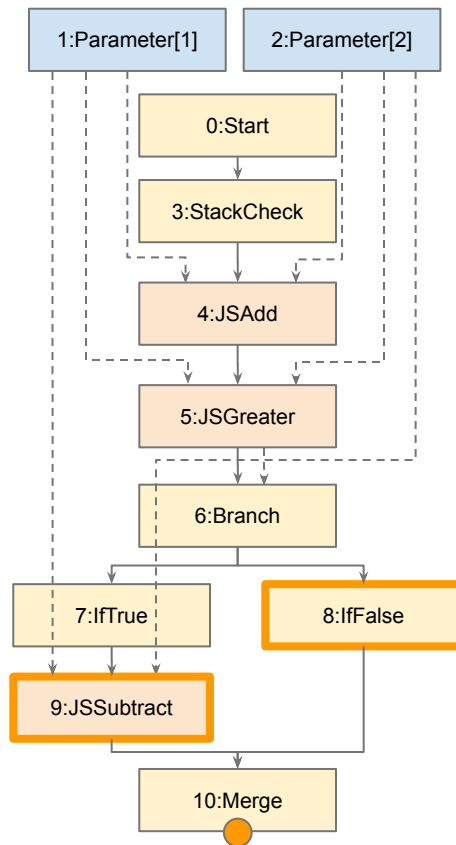 1:Parameter[1]
2:Parameter[2]
0:Start
3:StackCheck
4:JSAdd
5:JSGreater
6:Branch
7:IfTrue
8:IfFalse
9:JSSubtract
10:Merge